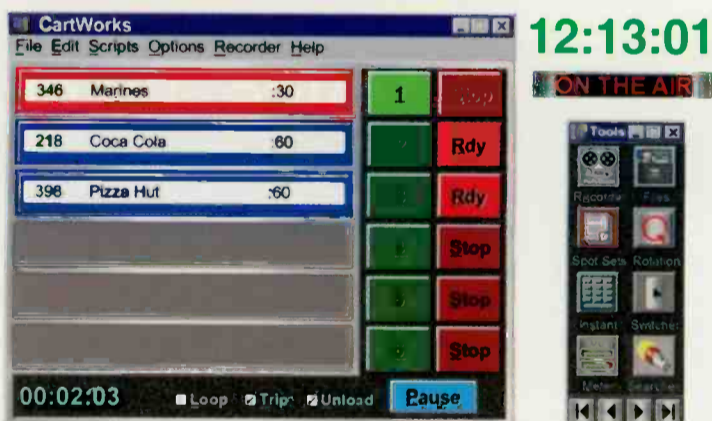 CartWorks
File Edit Scripts Options Recorder Help
346 Marines :30
218 Coca Cola :60
398 Pizza Hut :60
1
Rdy
Rdy
Stop
Stop
Stop
00:02:03 Loop Trip Unload Pause
12:13:01
ON THE AIR
Tools
Recorder Files
Spot Sets Rotation
Instant Switcher
Meter Searcher